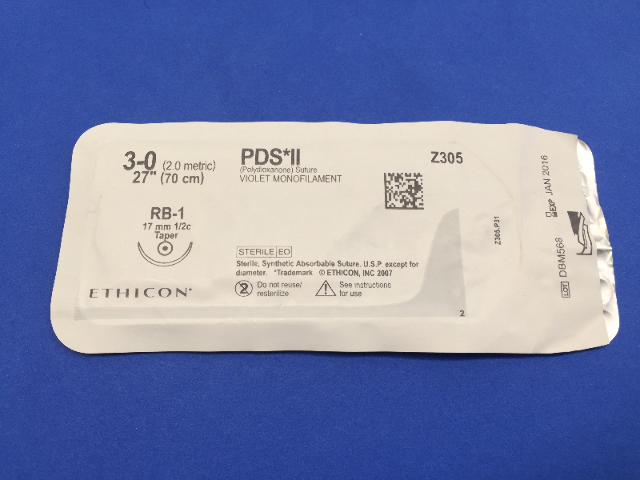 3-0 (2.0 metric)
27" (70 cm)
PDS*II
(Polydioxanone) Suture
VIOLET MONOFILAMENT
Z305
RB-1
17 mm 1/2c
Taper
ETHICON*
STERILE EO
Sterile, Synthetic Absorbable Suture. U.S.P. except for
diameter. *Trademark © ETHICON, INC 2007
2 Do not reuse/
resterilize
See instructions
for use
2
Z305.P31
EXP JAN 2016
LOT DBM568